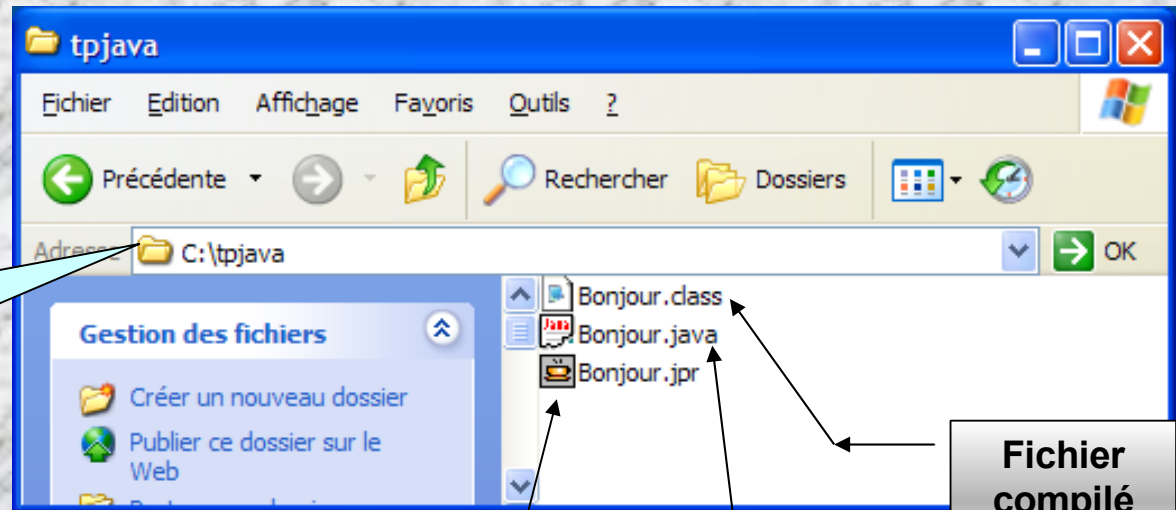 tpjava
Fichier Edition Affichage Favoris Outils ?
Précédente Rechercher Dossiers
Adresse C:\tpjava OK
Gestion des fichiers
Créer un nouveau dossier
Publier ce dossier sur le
Web
Bonjour.class
Java
Bonjour.java
Bonjour.jpr
Fichier
compilé